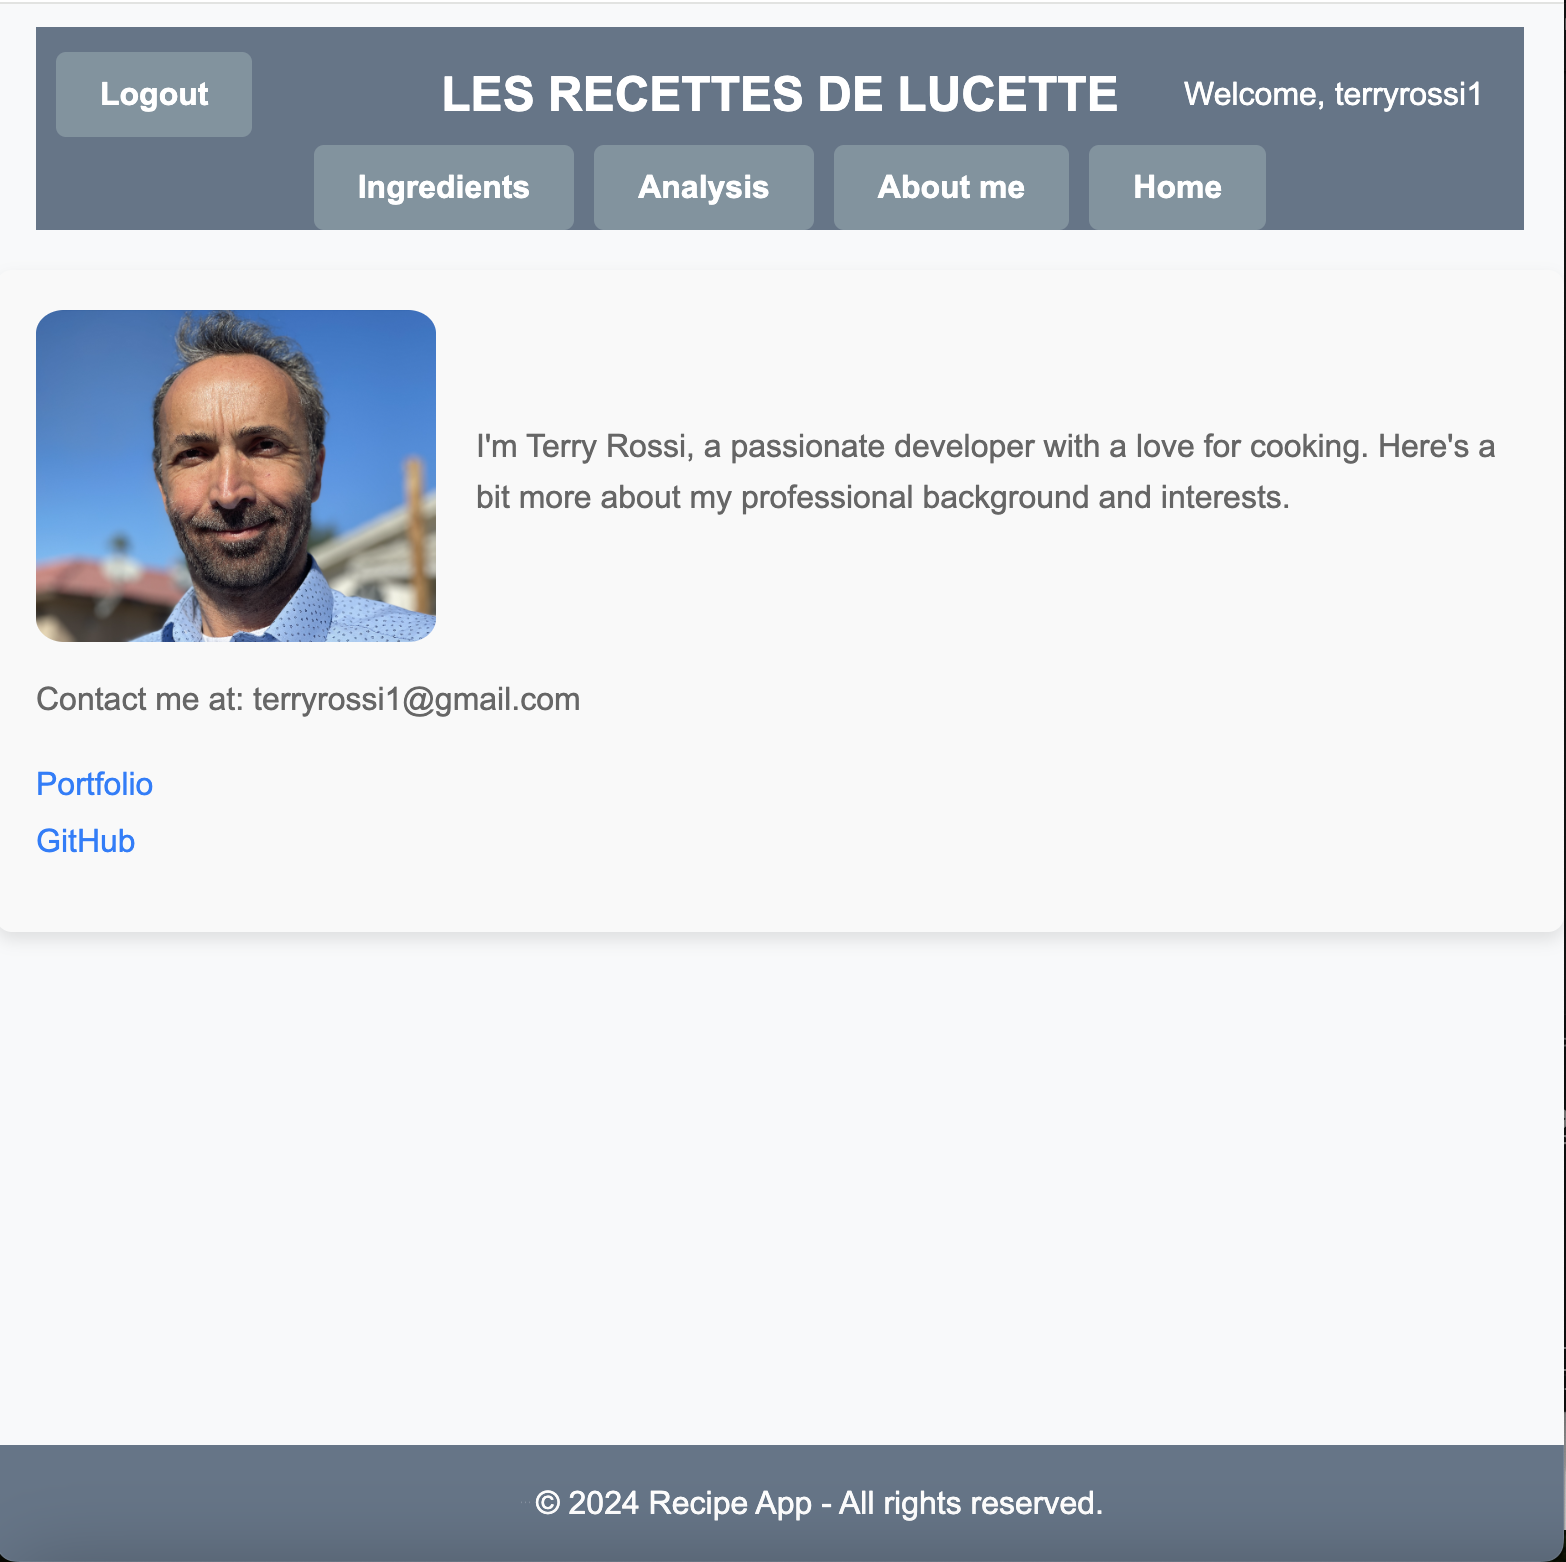 Logout
LES RECETTES DE LUCETTE
Welcome, terryrossi1
Ingredients
Analysis
About me
Home
I'm Terry Rossi, a passionate developer with a love for cooking. Here's a
bit more about my professional background and interests.
Contact me at: terryrossi1@gmail.com
Portfolio
GitHub
© 2024 Recipe App - All rights reserved.